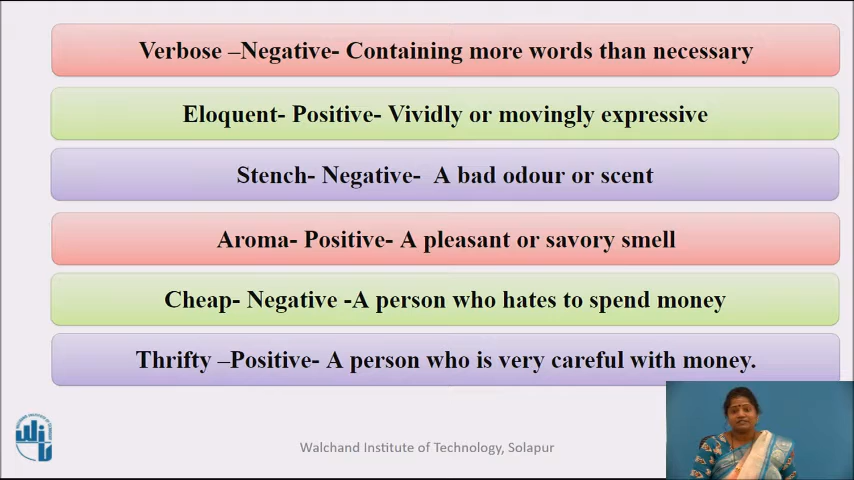 Verbose –Negative- Containing more words than necessary
Eloquent- Positive- Vividly or movingly expressive
Stench- Negative- A bad odour or scent
Aroma- Positive- A pleasant or savory smell
Cheap- Negative -A person who hates to spend money
Thrifty –Positive- A person who is very careful with money.
Walchand Institute of Technology, Solapur